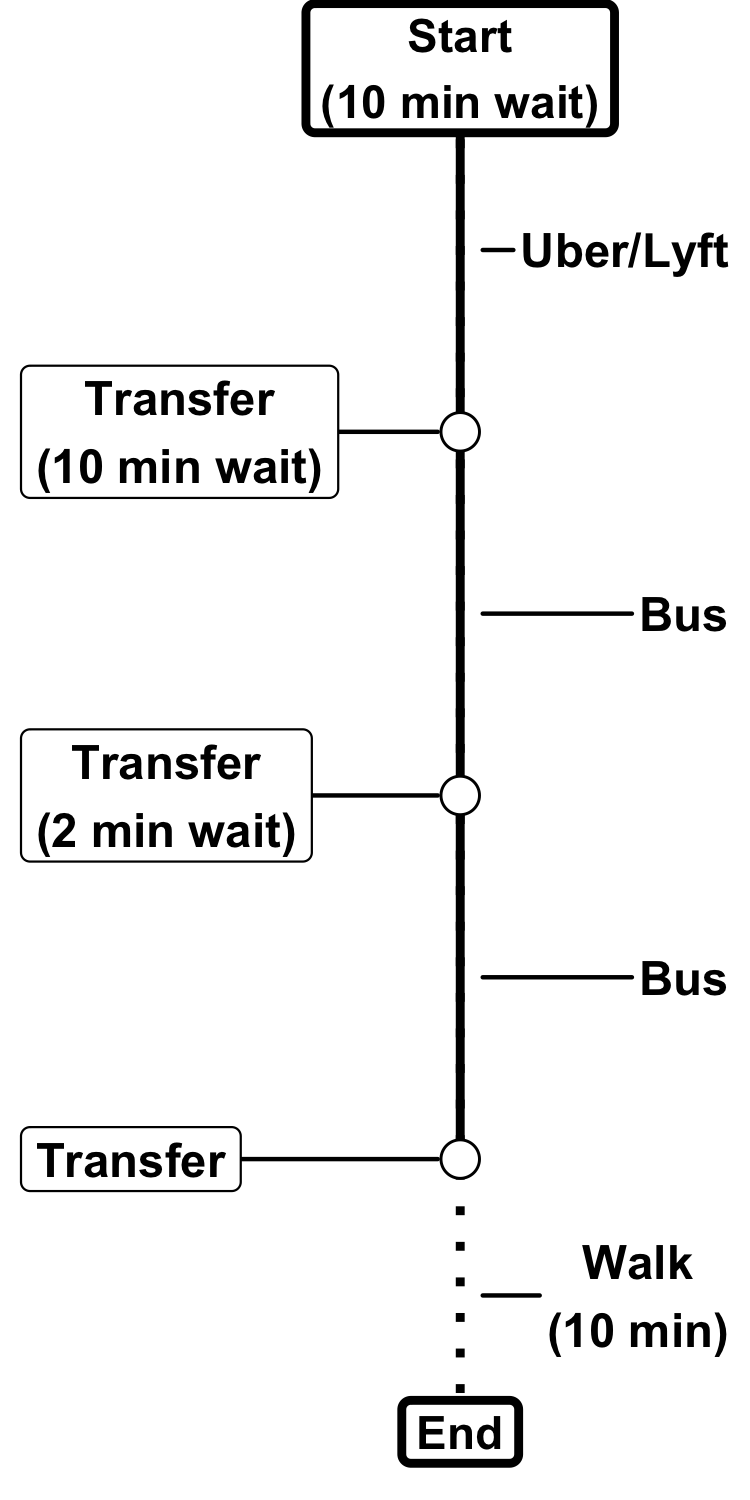 Start
(10 min wait)
Uber/Lyft
Transfer
(10 min wait)
Bus
Transfer
(2 min wait)
Bus
Transfer
Walk
(10 min)
End